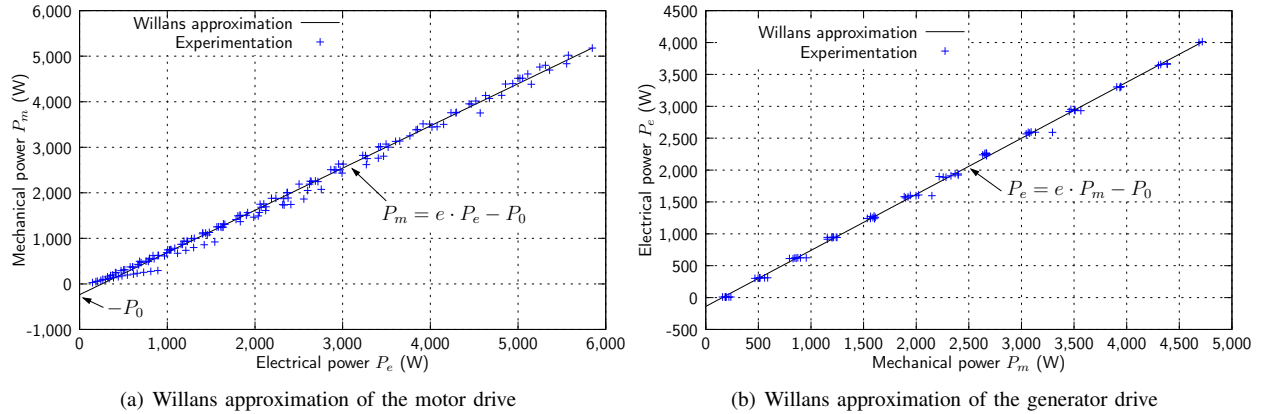 6,000
5,000
4,000
3,000
2,000
1,000
0
-1,000
Mechanical power P_m (W)
Willans approximation
Experimentation
P_m = e · P_e − P_0
−P_0
0
1,000
2,000
3,000
4,000
5,000
6,000
Electrical power P_e (W)
(a) Willans approximation of the motor drive
4500
4,000
3,500
3,000
2,500
2,000
1,500
1,000
500
0
-500
Electrical power P_e (W)
Willans approximation
Experimentation
P_e = e · P_m − P_0
0
500
1,000
1,500
2,000
2,500
3,000
3,500
4,000
4,500
5,000
Mechanical power P_m (W)
(b) Willans approximation of the generator drive